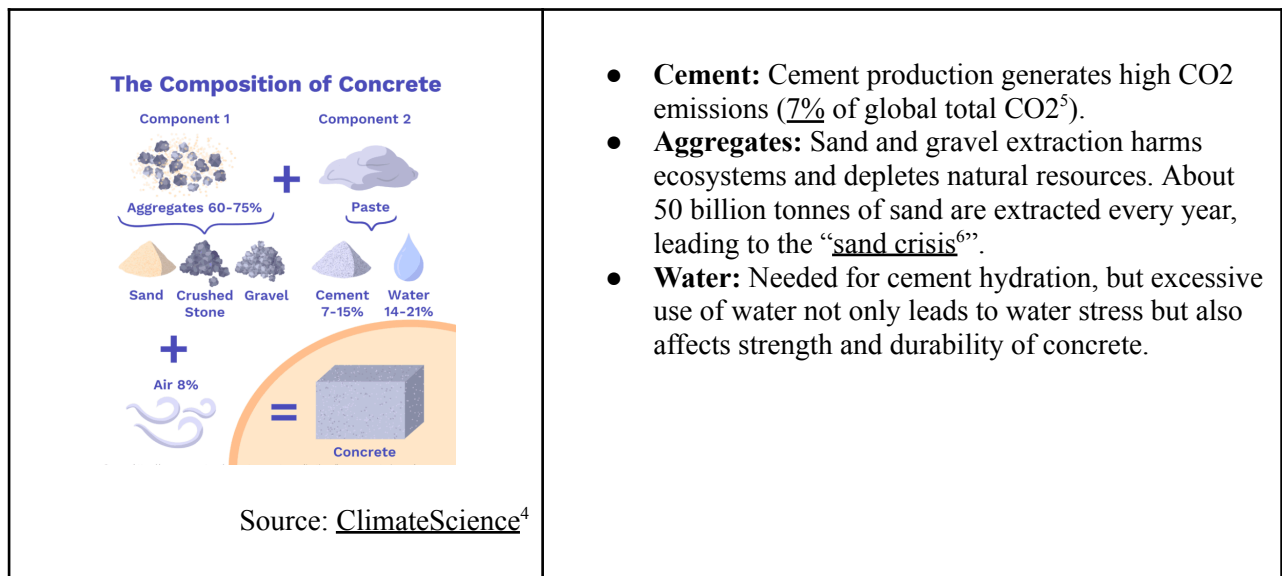 The Composition of Concrete
Component 1
Component 2
+
Aggregates 60-75%
Paste
Sand
Crushed
Stone
Gravel
Cement
7-15%
Water
14-21%
+
Air 8%
=
Concrete
Source: ClimateScience⁴
● Cement: Cement production generates high CO2
emissions (7% of global total CO2⁵).
● Aggregates: Sand and gravel extraction harms
ecosystems and depletes natural resources. About
50 billion tonnes of sand are extracted every year,
leading to the “sand crisis⁶”.
● Water: Needed for cement hydration, but excessive
use of water not only leads to water stress but also
affects strength and durability of concrete.